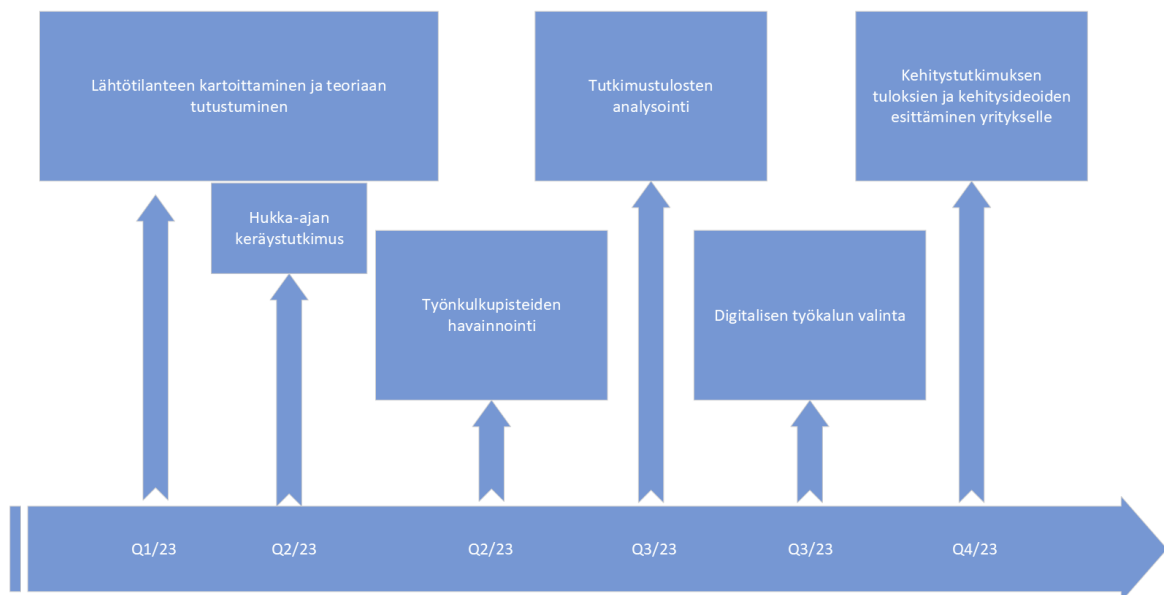 Lähtötilanteen kartoittaminen ja teoriaan
tutustuminen
Hukka-ajan
keräystutkimus
Työnkulkupisteiden
havainnointi
Tutkimustulosten
analysointi
Digitalisen työkalun valinta
Kehitystutkimuksen
tuloksien ja kehitysideoiden
esittäminen yritykselle
Q1/23
Q2/23
Q2/23
Q3/23
Q3/23
Q4/23